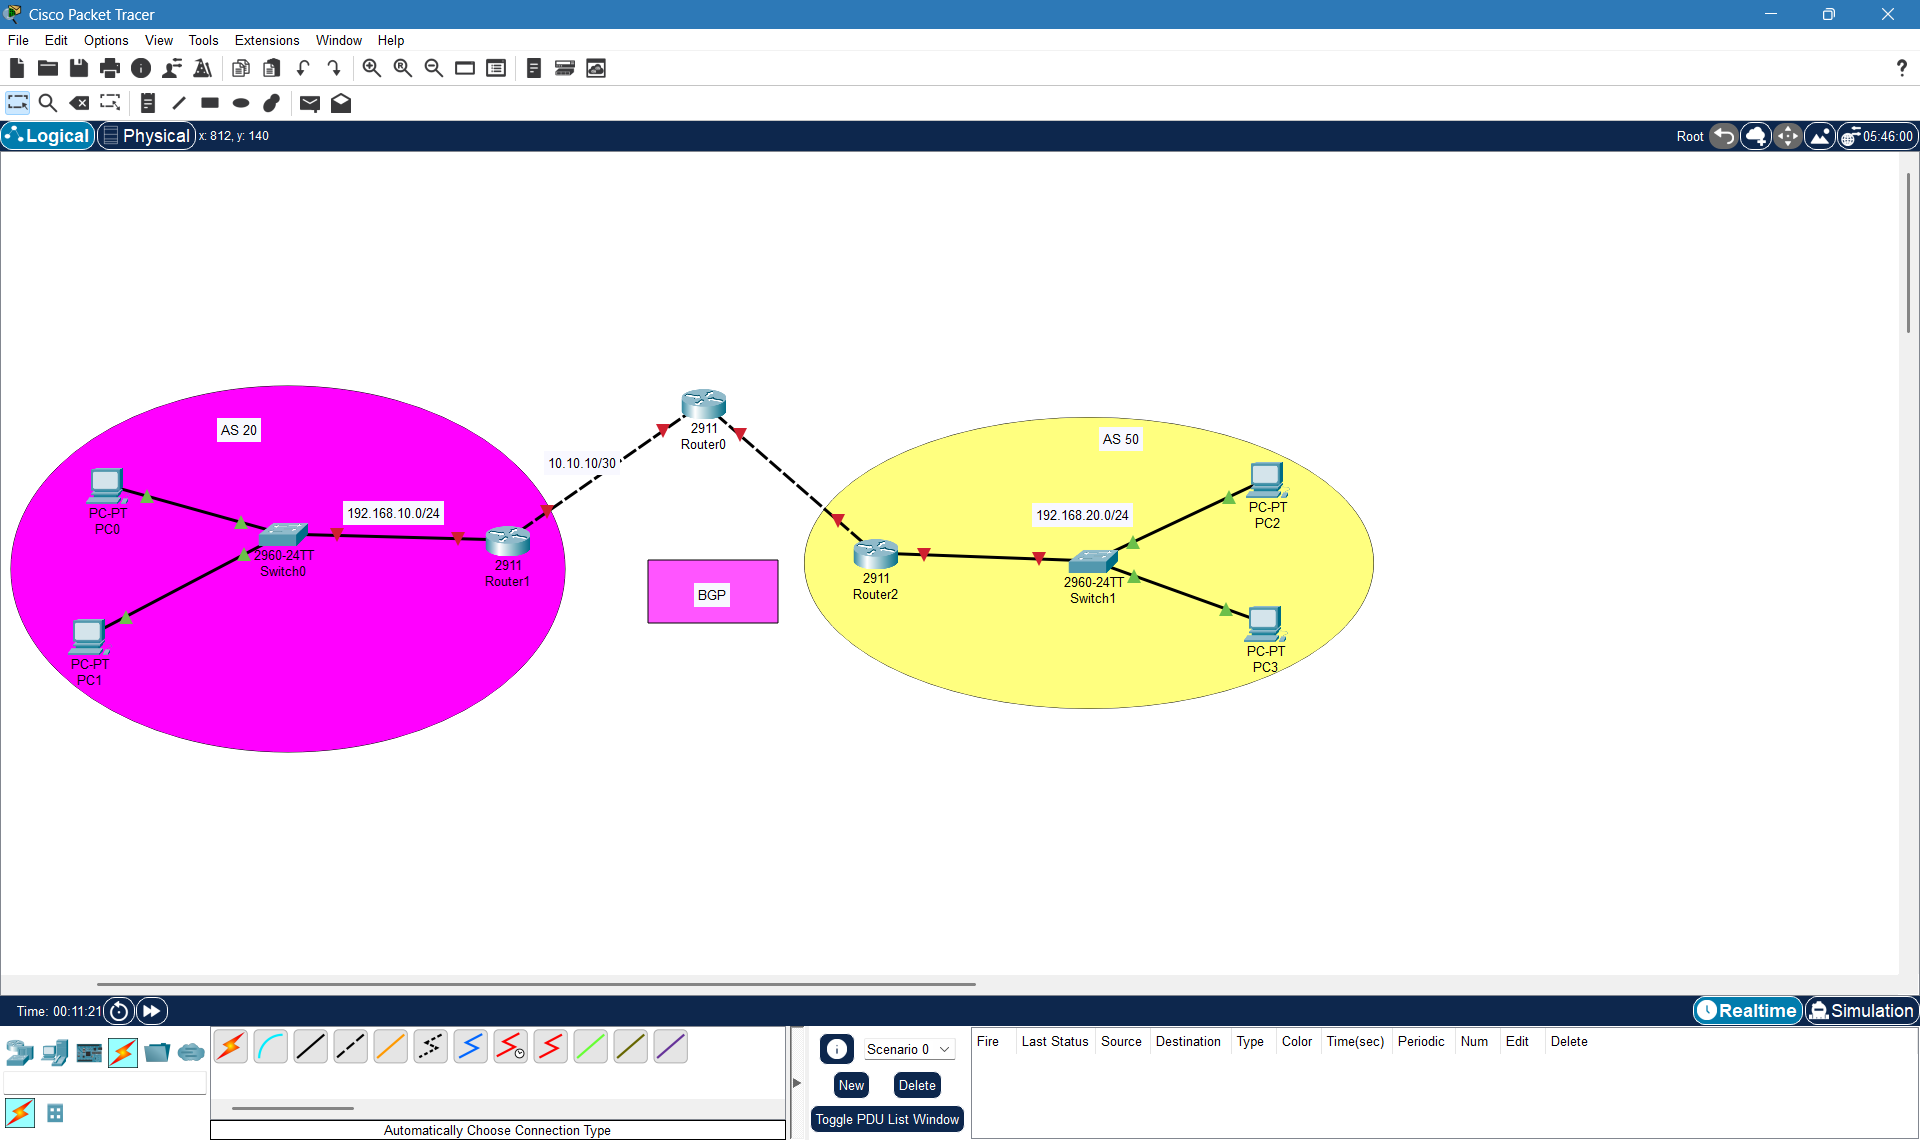 Cisco Packet Tracer
File Edit Options View Tools Extensions Window Help
?
Logical Physical x: 812, y: 140 Root 05:46:00
AS 20
PC-PT
PC0
192.168.10.0/24
2960-24TT
Switch0
2911
Router1
PC-PT
PC1
10.10.10/30
2911
Router0
BGP
AS 50
192.168.20.0/24
2911
Router2
2960-24TT
Switch1
PC-PT
PC2
PC-PT
PC3
Time: 00:11:21 Realtime Simulation
Automatically Choose Connection Type
Scenario 0
New Delete
Toggle PDU List Window
Fire Last Status Source Destination Type Color Time(sec) Periodic Num Edit Delete